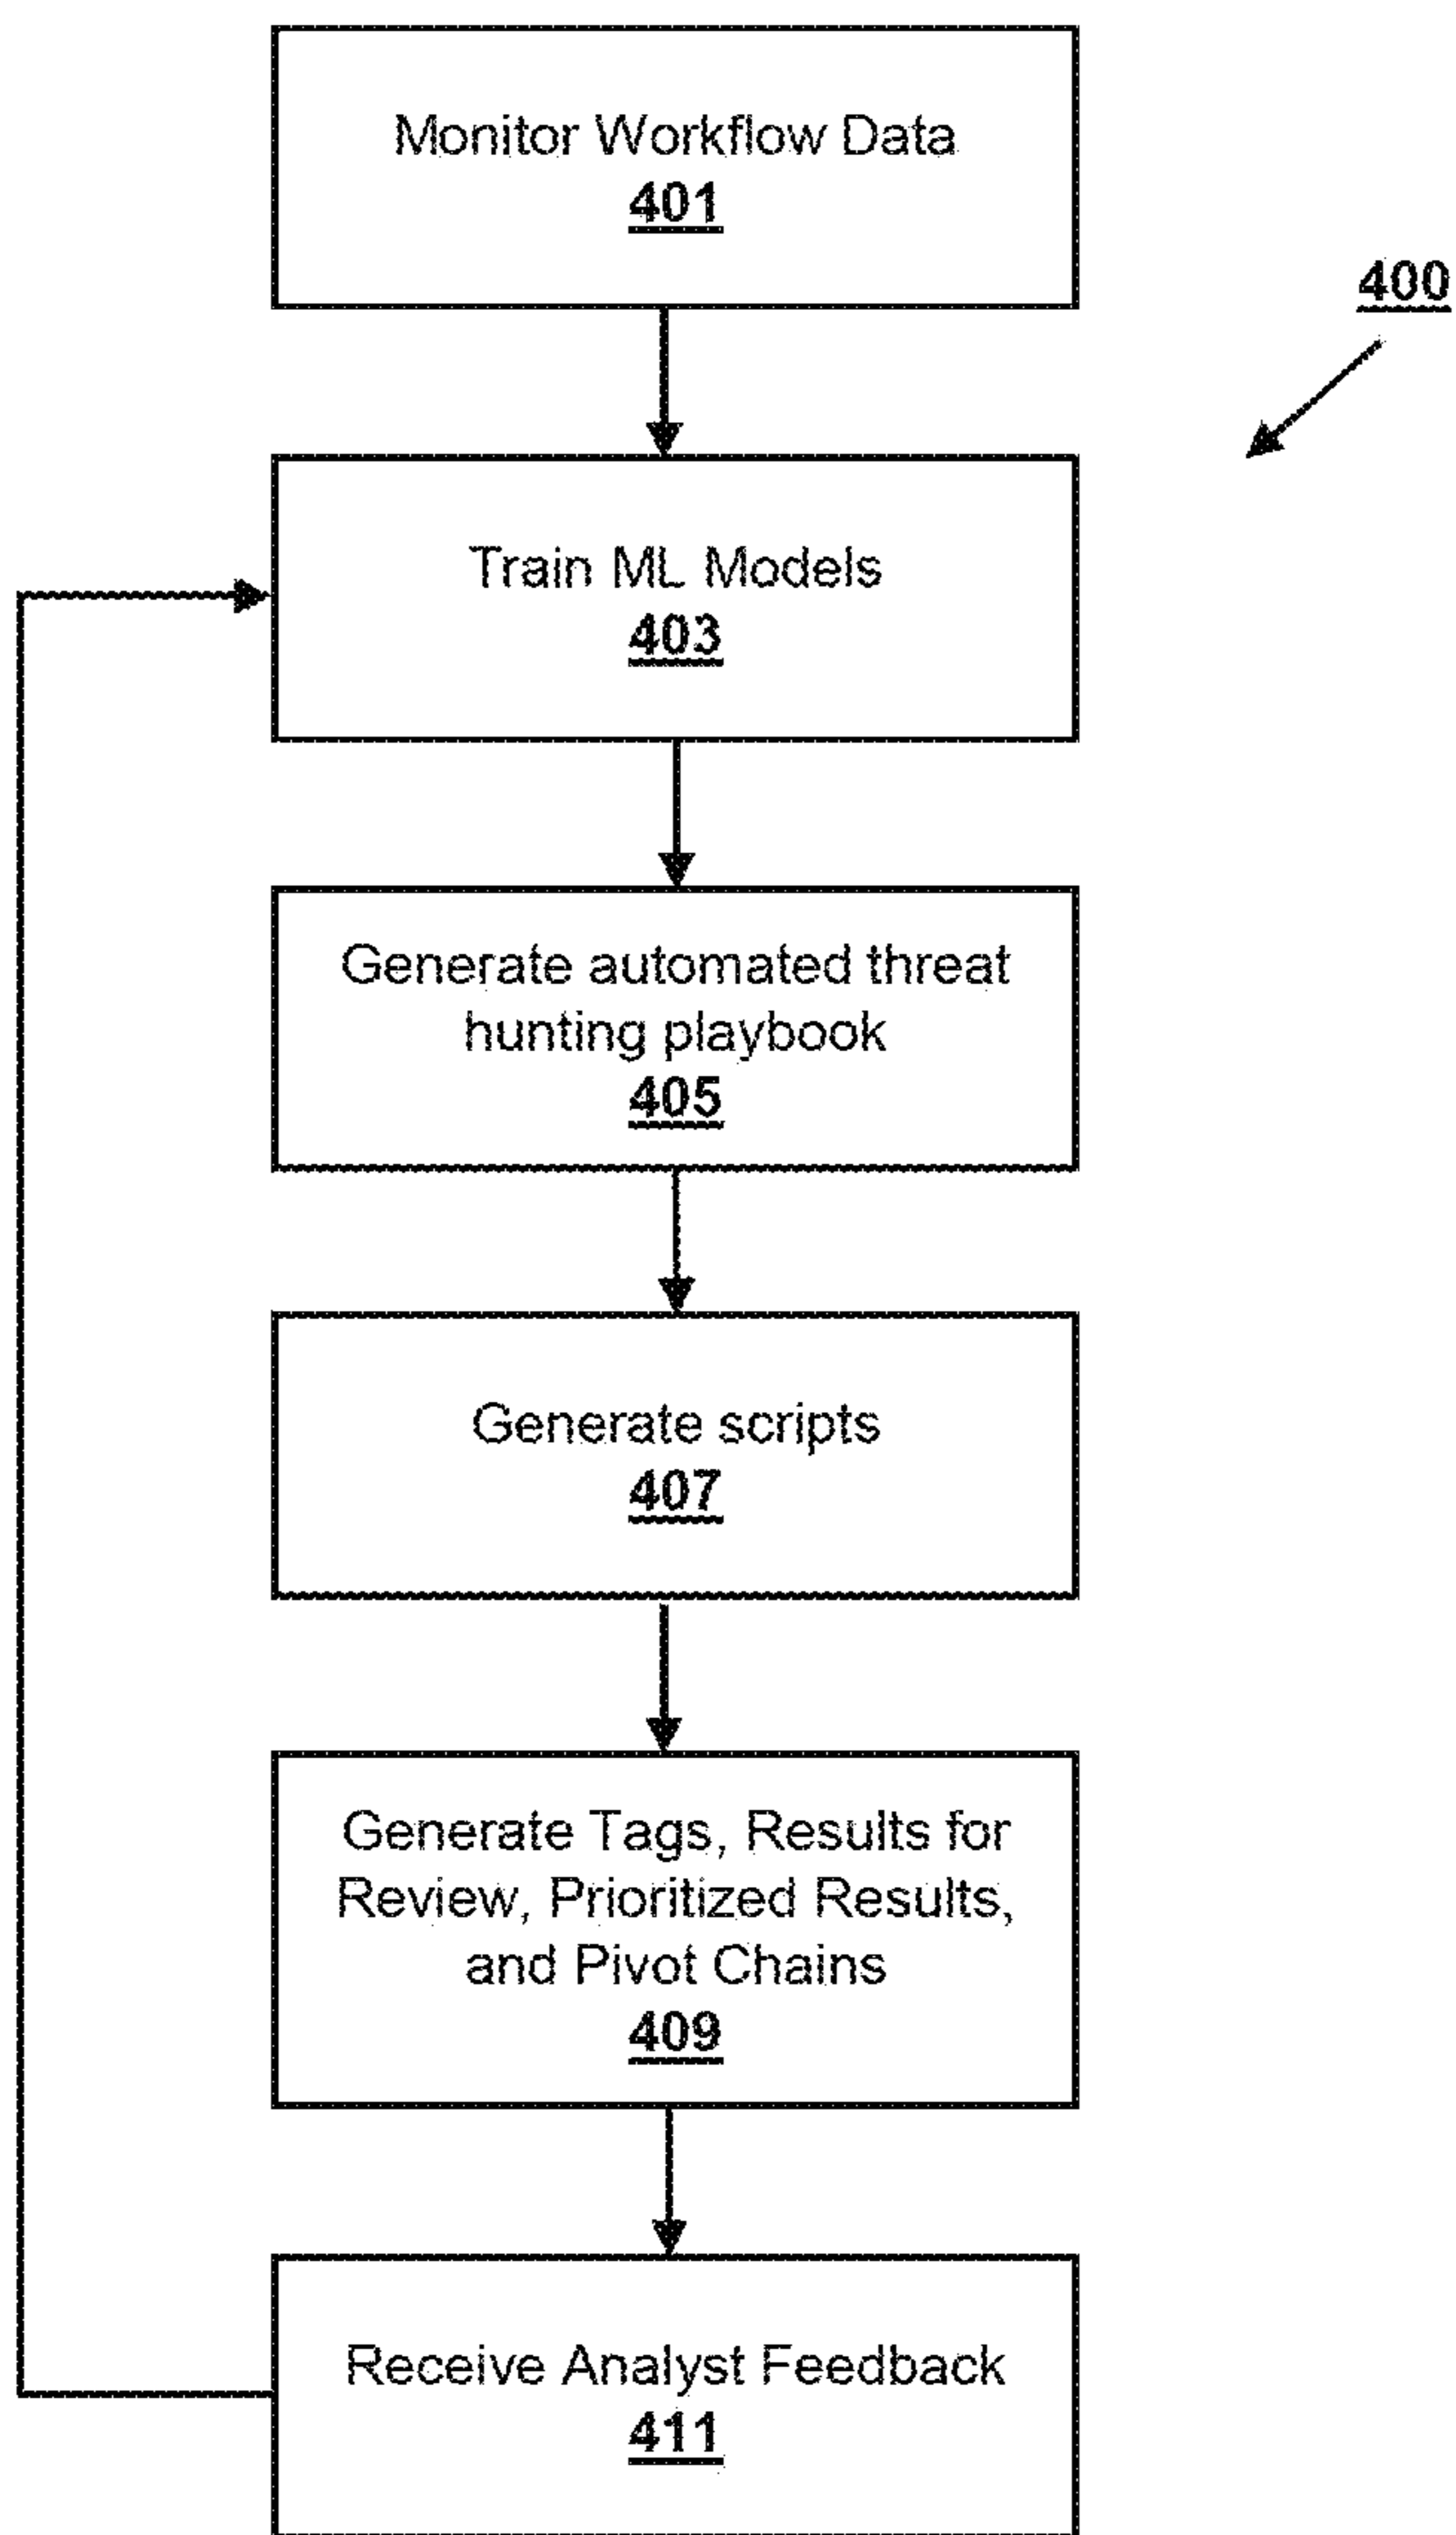 Monitor Workflow Data
401
400
Train ML Models
403
Generate automated threat
hunting playbook
405
Generate scripts
407
Generate Tags, Results for
Review, Prioritized Results,
and Pivot Chains
409
Receive Analyst Feedback
411